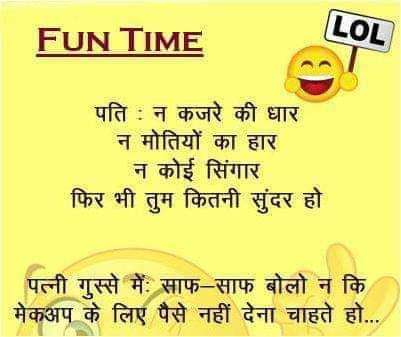 FUN TIME
LOL
पति : न कजरे की धार
न मोतियों का हार
न कोई सिंगार
फिर भी तुम कितनी सुंदर हो
पत्नी गुस्से में: साफ–साफ बोलो न कि
मेकअप के लिए पैसे नहीं देना चाहते हो...